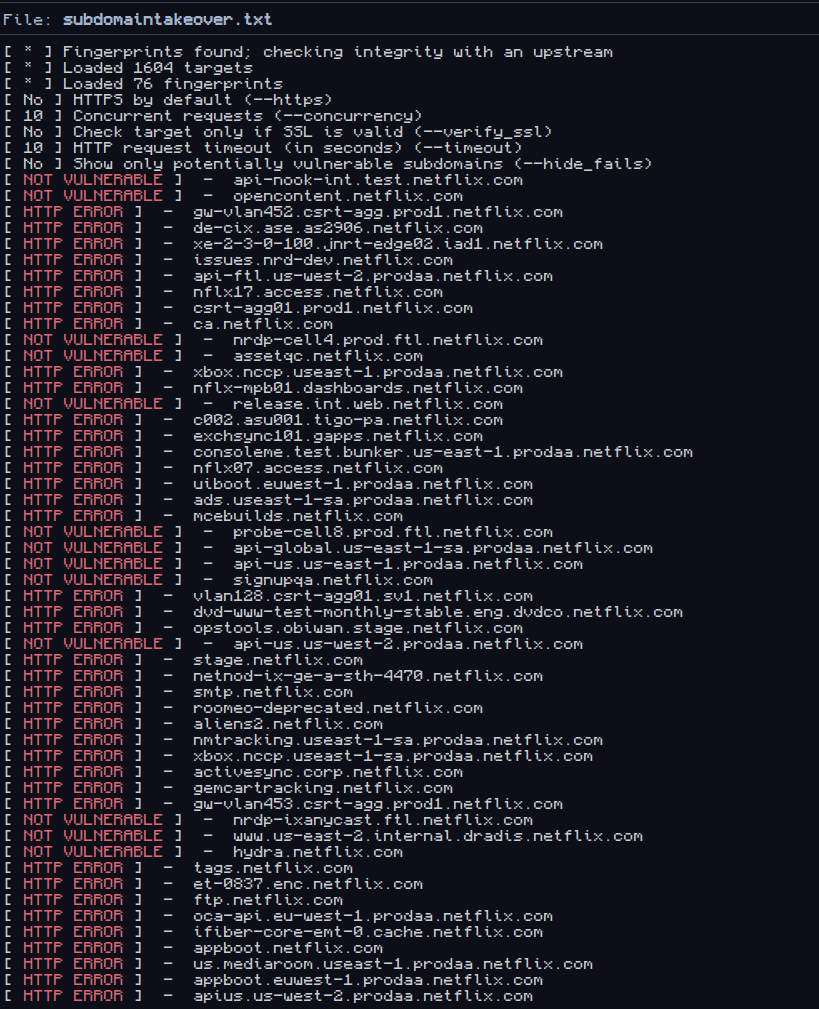 File: subdomaintakeover.txt
[ * ] Fingerprints found; checking integrity with an upstream
[ * ] Loaded 1604 targets
[ * ] Loaded 76 fingerprints
[ No ] HTTPS by default (--https)
[ 10 ] Concurrent requests (--concurrency)
[ No ] Check target only if SSL is valid (--verify_ssl)
[ 10 ] HTTP request timeout (in seconds) (--timeout)
[ No ] Show only potentially vulnerable subdomains (--hide_fails)
[ NOT VULNERABLE ]  -  api-nook-int.test.netflix.com
[ NOT VULNERABLE ]  -  opencontent.netflix.com
[ HTTP ERROR ]  -  gw-vlan452.csrt-agg.prod1.netflix.com
[ HTTP ERROR ]  -  de-cix.ase.as2906.netflix.com
[ HTTP ERROR ]  -  xe-2-3-0-100.jnrt-edge02.iad1.netflix.com
[ HTTP ERROR ]  -  issues.nrd-dev.netflix.com
[ HTTP ERROR ]  -  api-ftl.us-west-2.prodaa.netflix.com
[ HTTP ERROR ]  -  nflx17.access.netflix.com
[ HTTP ERROR ]  -  csrt-agg01.prod1.netflix.com
[ HTTP ERROR ]  -  ca.netflix.com
[ NOT VULNERABLE ]  -  nrdp-cell4.prod.ftl.netflix.com
[ NOT VULNERABLE ]  -  assetqc.netflix.com
[ HTTP ERROR ]  -  xbox.nccp.useast-1.prodaa.netflix.com
[ HTTP ERROR ]  -  nflx-mpb01.dashboards.netflix.com
[ NOT VULNERABLE ]  -  release.int.web.netflix.com
[ HTTP ERROR ]  -  c002.asu001.tigo-pa.netflix.com
[ HTTP ERROR ]  -  exchsync101.gapps.netflix.com
[ HTTP ERROR ]  -  consoleme.test.bunker.us-east-1.prodaa.netflix.com
[ HTTP ERROR ]  -  nflx07.access.netflix.com
[ HTTP ERROR ]  -  uiboot.euwest-1.prodaa.netflix.com
[ HTTP ERROR ]  -  ads.useast-1-sa.prodaa.netflix.com
[ HTTP ERROR ]  -  mcebuilds.netflix.com
[ NOT VULNERABLE ]  -  probe-cell8.prod.ftl.netflix.com
[ NOT VULNERABLE ]  -  api-global.us-east-1-sa.prodaa.netflix.com
[ NOT VULNERABLE ]  -  api-us.us-east-1.prodaa.netflix.com
[ NOT VULNERABLE ]  -  signupqa.netflix.com
[ HTTP ERROR ]  -  vlan128.csrt-agg01.sv1.netflix.com
[ HTTP ERROR ]  -  dvd-www-test-monthly-stable.eng.dvdco.netflix.com
[ HTTP ERROR ]  -  opstools.obiwan.stage.netflix.com
[ NOT VULNERABLE ]  -  api-us.us-west-2.prodaa.netflix.com
[ HTTP ERROR ]  -  stage.netflix.com
[ HTTP ERROR ]  -  netnod-ix-ge-a-sth-4470.netflix.com
[ HTTP ERROR ]  -  smtp.netflix.com
[ HTTP ERROR ]  -  roomeo-deprecated.netflix.com
[ HTTP ERROR ]  -  aliens2.netflix.com
[ HTTP ERROR ]  -  nmtracking.useast-1-sa.prodaa.netflix.com
[ HTTP ERROR ]  -  xbox.nccp.useast-1-sa.prodaa.netflix.com
[ HTTP ERROR ]  -  activesync.corp.netflix.com
[ HTTP ERROR ]  -  gemcartracking.netflix.com
[ HTTP ERROR ]  -  gw-vlan453.csrt-agg.prod1.netflix.com
[ NOT VULNERABLE ]  -  nrdp-ixanycast.ftl.netflix.com
[ NOT VULNERABLE ]  -  www.us-east-2.internal.dradis.netflix.com
[ NOT VULNERABLE ]  -  hydra.netflix.com
[ HTTP ERROR ]  -  tags.netflix.com
[ HTTP ERROR ]  -  et-0837.enc.netflix.com
[ HTTP ERROR ]  -  ftp.netflix.com
[ HTTP ERROR ]  -  oca-api.eu-west-1.prodaa.netflix.com
[ HTTP ERROR ]  -  ifiber-core-emt-0.cache.netflix.com
[ HTTP ERROR ]  -  appboot.netflix.com
[ HTTP ERROR ]  -  us.mediaroom.useast-1.prodaa.netflix.com
[ HTTP ERROR ]  -  appboot.euwest-1.prodaa.netflix.com
[ HTTP ERROR ]  -  apius.us-west-2.prodaa.netflix.com